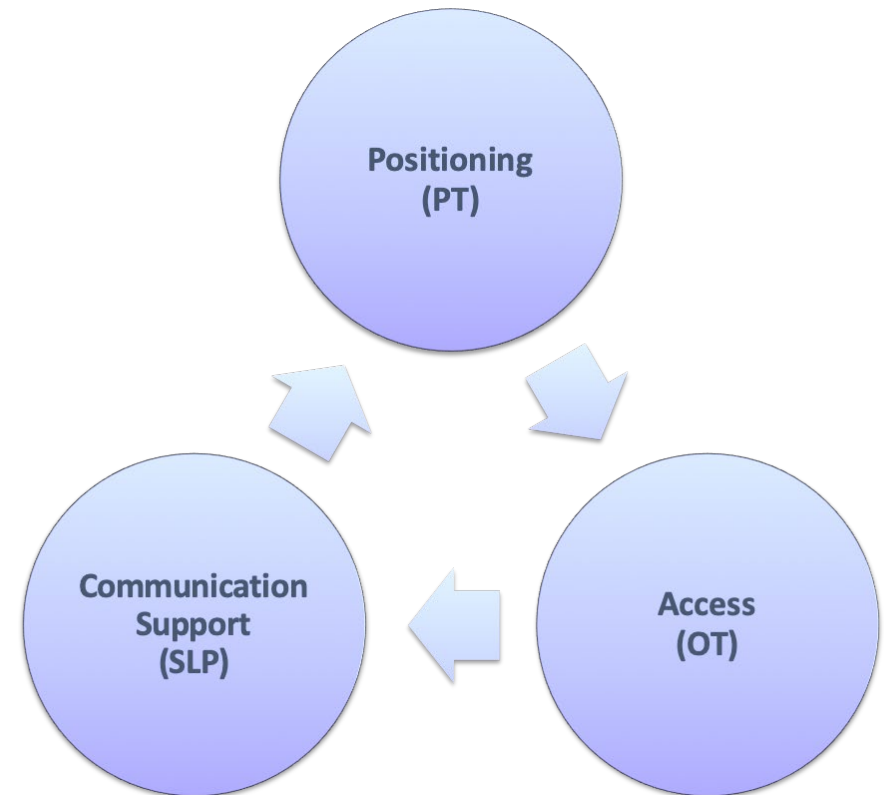 Positioning
(PT)
Access
(OT)
Communication
Support
(SLP)